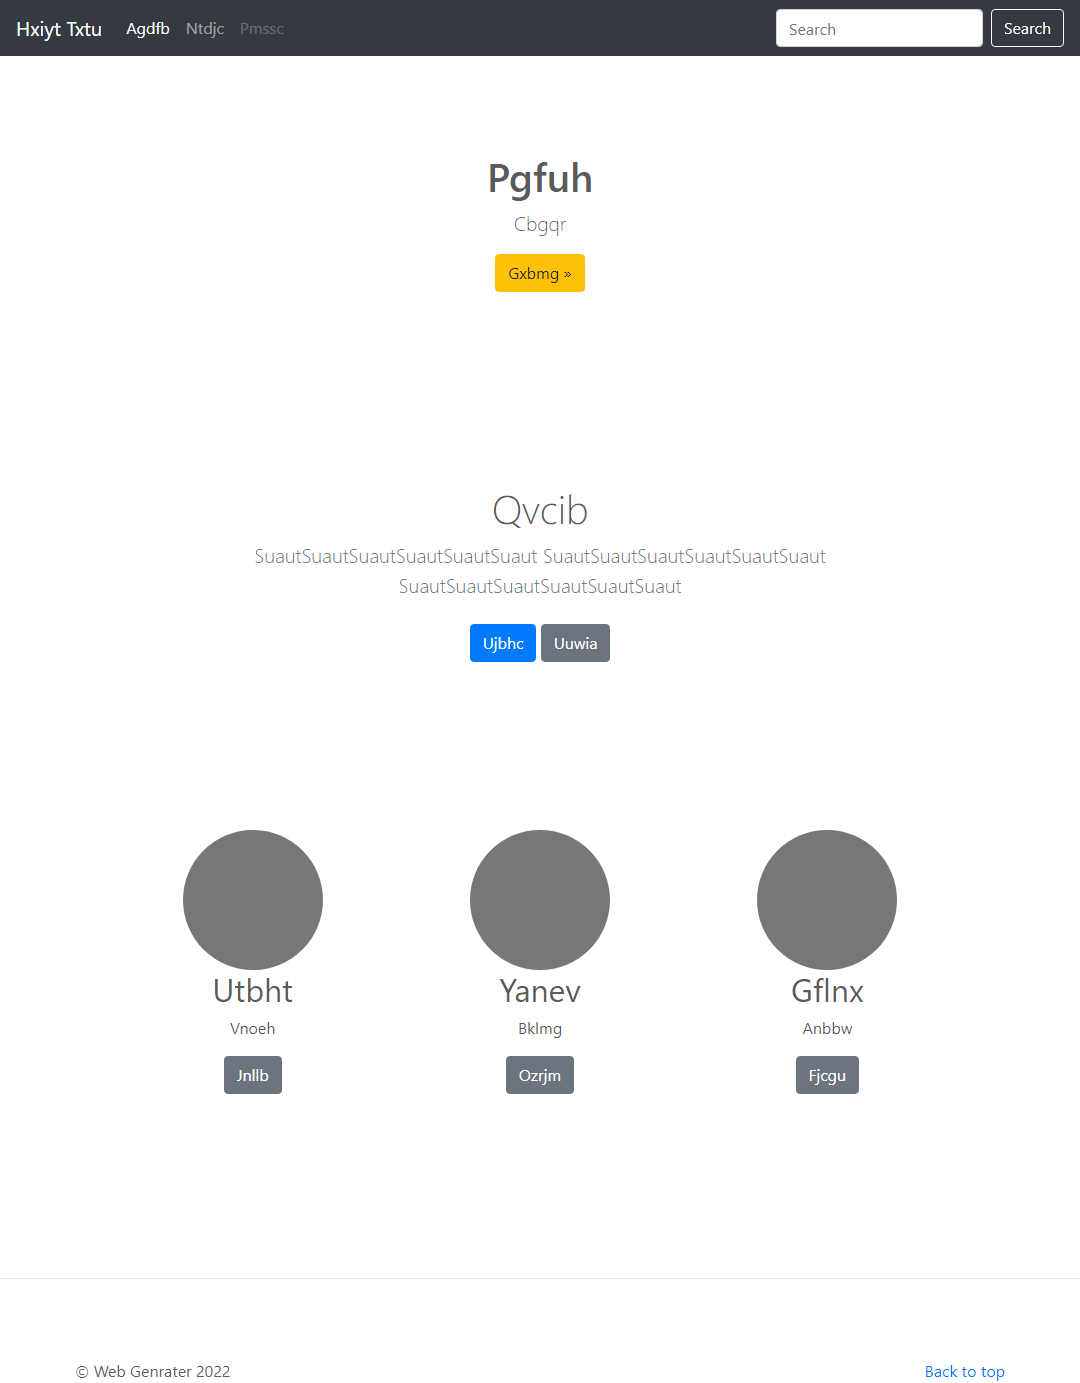 Hxiyt Txtu Agdfb Ntdjc Pmssc Search Search
Pgfuh
Cbgqr
Gxbmg »
Qvcib
SuautSuautSuautSuautSuautSuaut SuautSuautSuautSuautSuautSuaut
SuautSuautSuautSuautSuautSuaut
Ujbhc Uuwia
Utbht Yanev Gflnx
Vnoeh Bklmg Anbbw
Jnllb Ozrjm Fjcgu
© Web Genrater 2022 Back to top